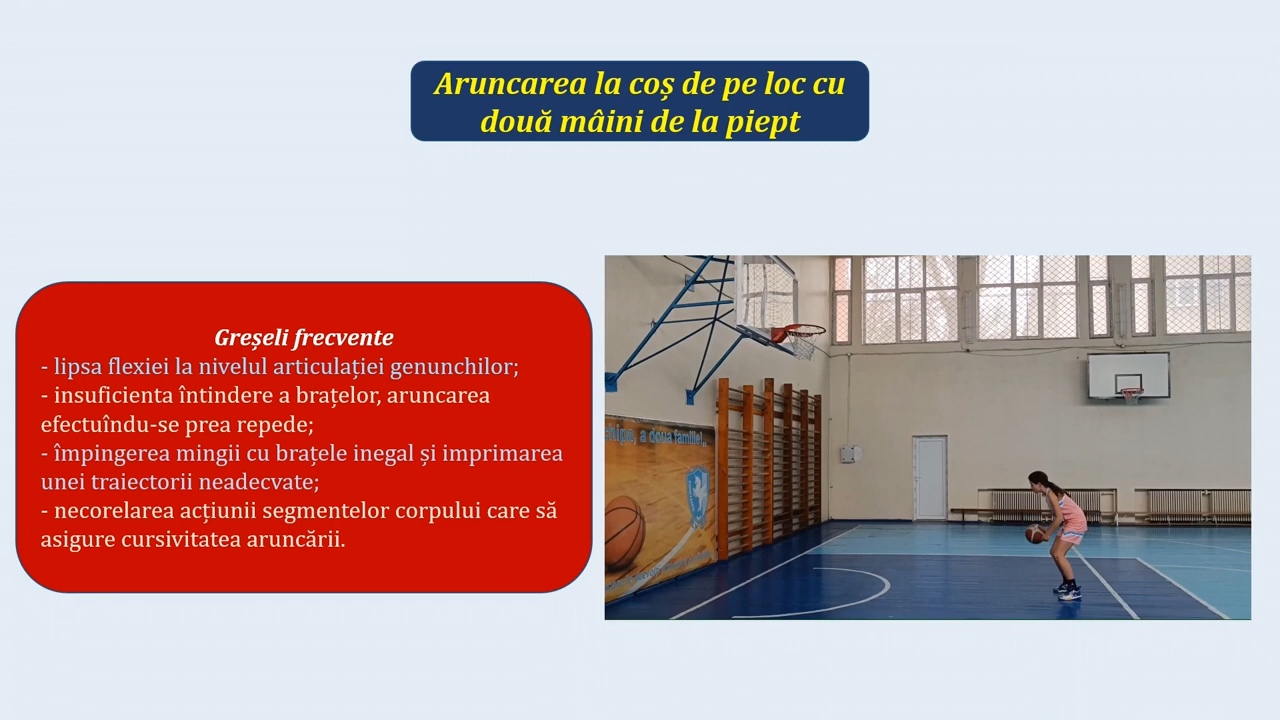 Aruncarea la coș de pe loc cu
două mâini de la piept
Greșeli frecvente
- lipsa flexiei la nivelul articulației genunchilor;
- insuficienta întindere a brațelor, aruncarea
efectuîndu-se prea repede;
- împingerea mingii cu brațele inegal și imprimarea
unei traiectorii neadecvate;
- necorelarea acțiunii segmentelor corpului care să
asigure cursivitatea aruncării.
a doua familie!..